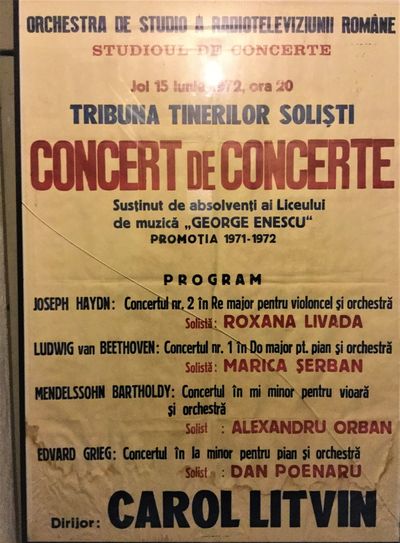 ORCHESTRA DE STUDIO A RADIOTELEVIZIUNII ROMÂNE
STUDIOUL DE CONCERTE
Joi 15 Iunie 1972, ora 20
TRIBUNA TINERILOR SOLIȘTI
CONCERT DE CONCERTE
Susținut de absolvenți ai Liceului
de muzică „GEORGE ENESCU"
PROMOȚIA 1971-1972
PROGRAM
JOSEPH HAYDN: Concertul nr. 2 în Re major pentru violoncel și orchestră
Solistă: ROXANA LIVADA
LUDWIG van BEETHOVEN: Concertul nr. 1 în Do major pt. pian și orchestră
Solistă: MARICA ȘERBAN
MENDELSSOHN BARTHOLDY: Concertul în mi minor pentru vioară
și orchestră
Solist : ALEXANDRU ORBAN
EDVARD GRIEG: Concertul în la minor pentru pian și orchestră
Solist : DAN POENARU
Dirijor: CAROL LITVIN